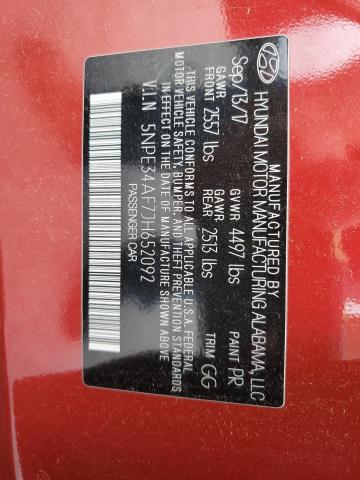 MANUFACTURED BY
HYUNDAI MOTOR MANUFACTURING ALABAMA, LLC
Sep/13/17 GVWR 4497 lbs PAINT PR
GAWR FRONT 2557 lbs GAWR REAR 2513 lbs TRIM GG
THIS VEHICLE CONFORMS TO ALL APPLICABLE U.S.A. FEDERAL
MOTOR VEHICLE SAFETY, BUMPER, AND THEFT PREVENTION STANDARDS
IN EFFECT ON THE DATE OF MANUFACTURE SHOWN ABOVE
V.I.N 5NPE34AF7JH652092
PASSENGER CAR